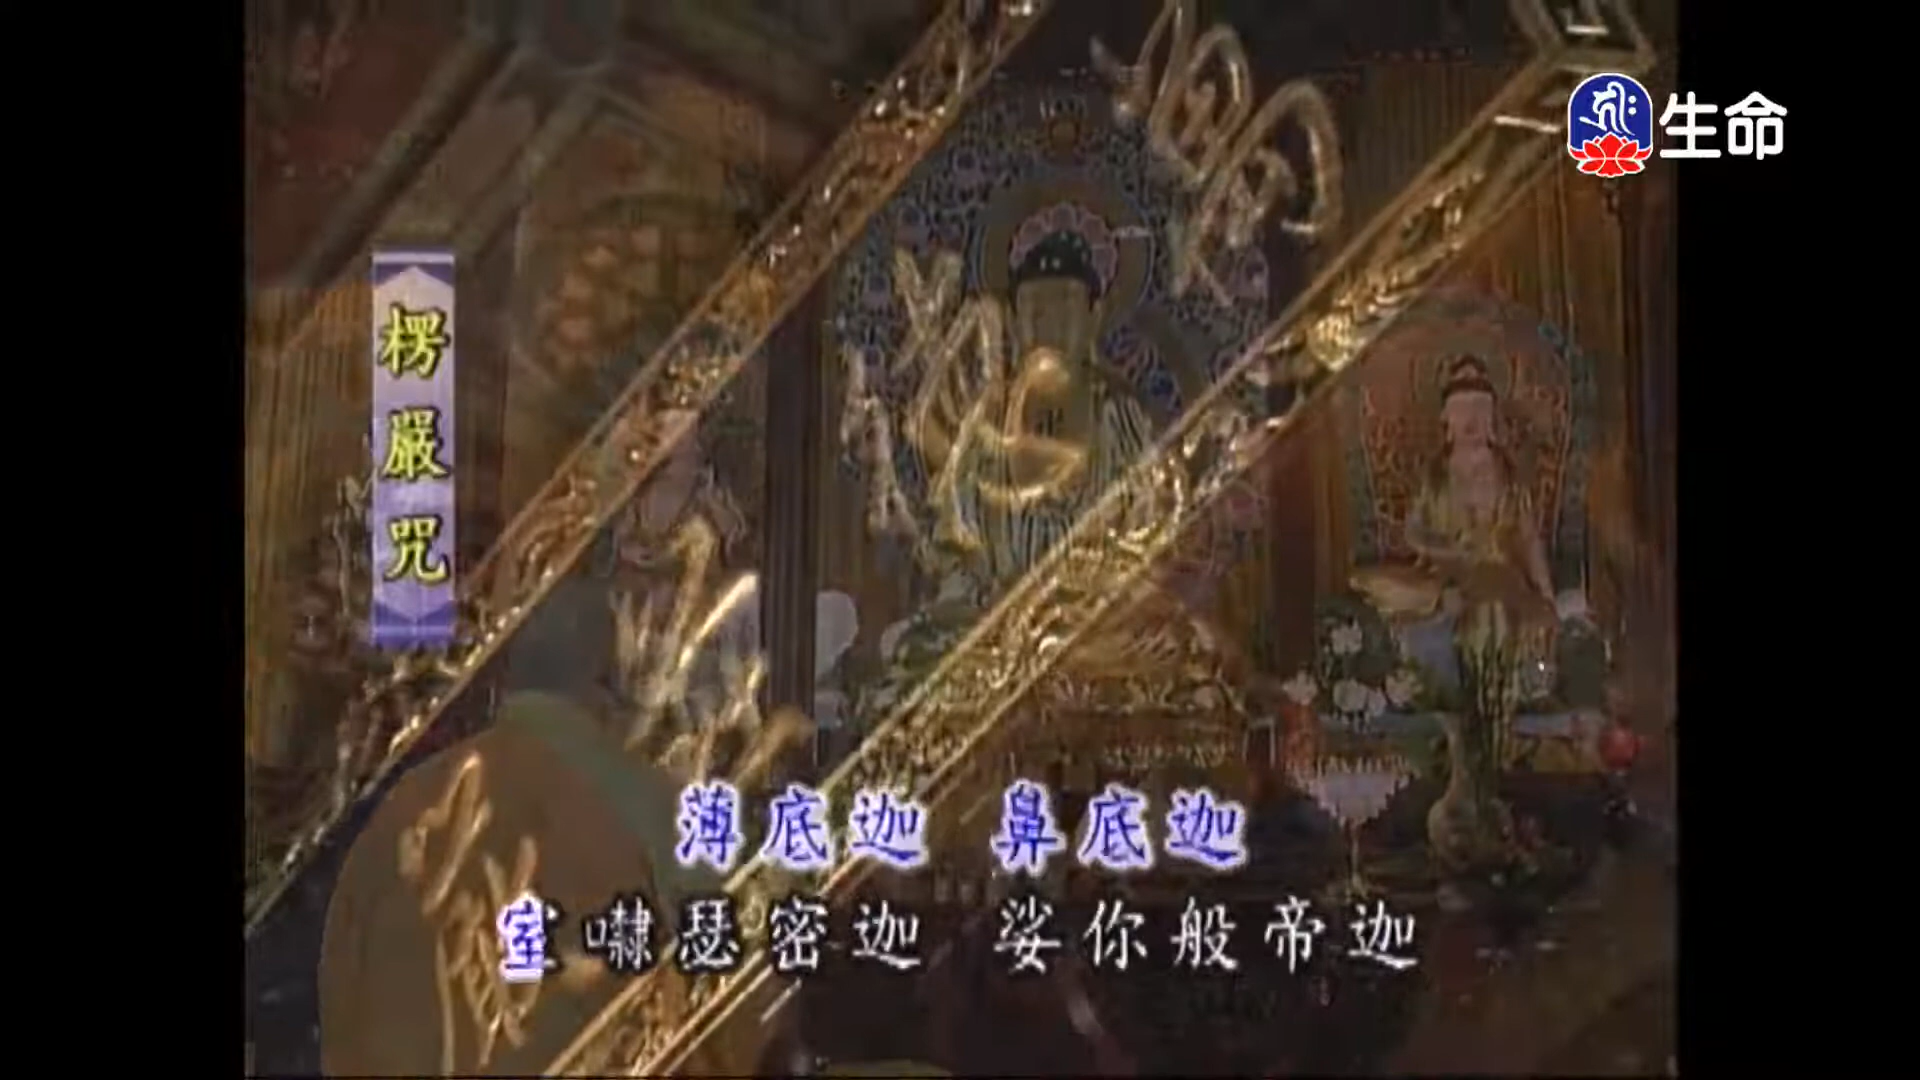 生命
楞嚴咒
薄底迦 鼻底迦
室嚧瑟密迦 娑你般帝迦